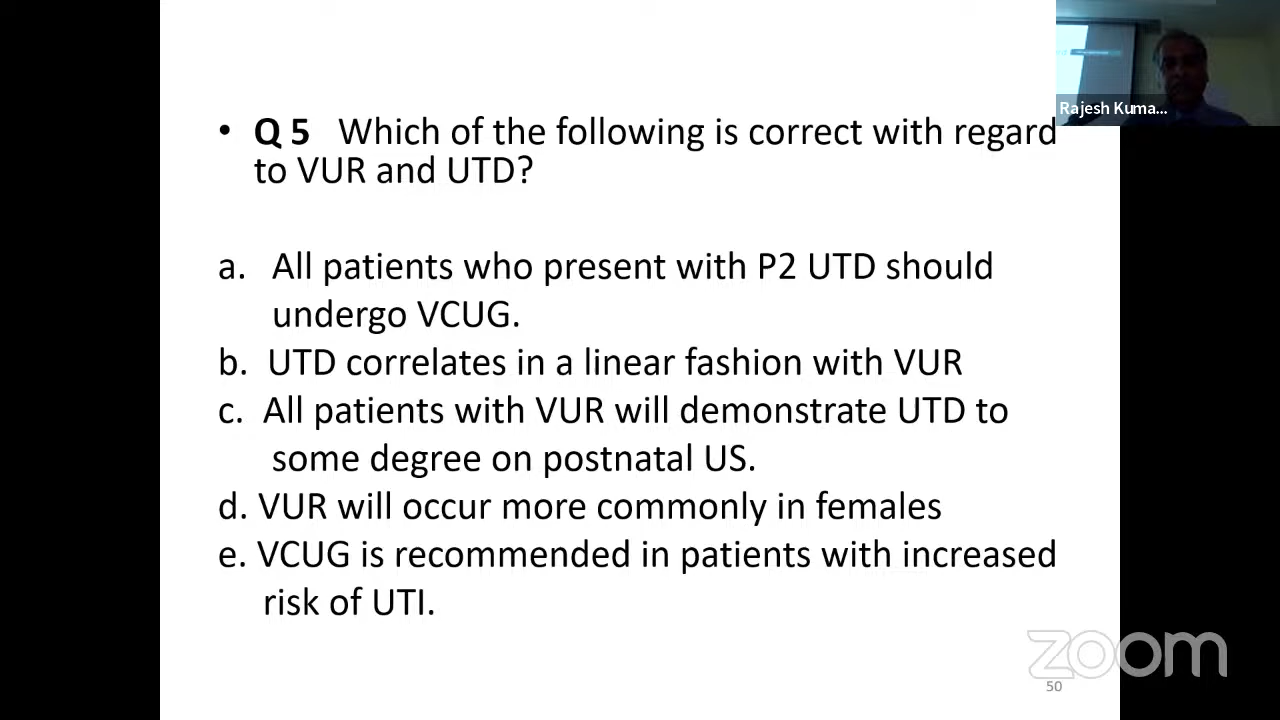 Rajesh Kuma...
• Q 5 Which of the following is correct with regard
to VUR and UTD?
a. All patients who present with P2 UTD should
undergo VCUG.
b. UTD correlates in a linear fashion with VUR
c. All patients with VUR will demonstrate UTD to
some degree on postnatal US.
d. VUR will occur more commonly in females
e. VCUG is recommended in patients with increased
risk of UTI.
zoom
50